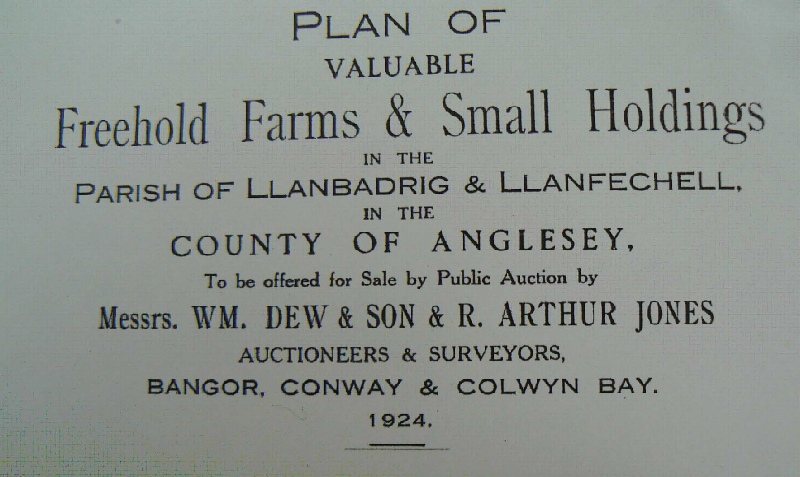 PLAN OF
VALUABLE
Freehold Farms & Small Holdings
IN THE
PARISH OF LLANBADRIG & LLANFECHELL,
IN THE
COUNTY OF ANGLESEY,
To be offered for Sale by Public Auction by
Messrs. WM. DEW & SON & R. ARTHUR JONES
AUCTIONEERS & SURVEYORS,
BANGOR, CONWAY & COLWYN BAY.
1924.